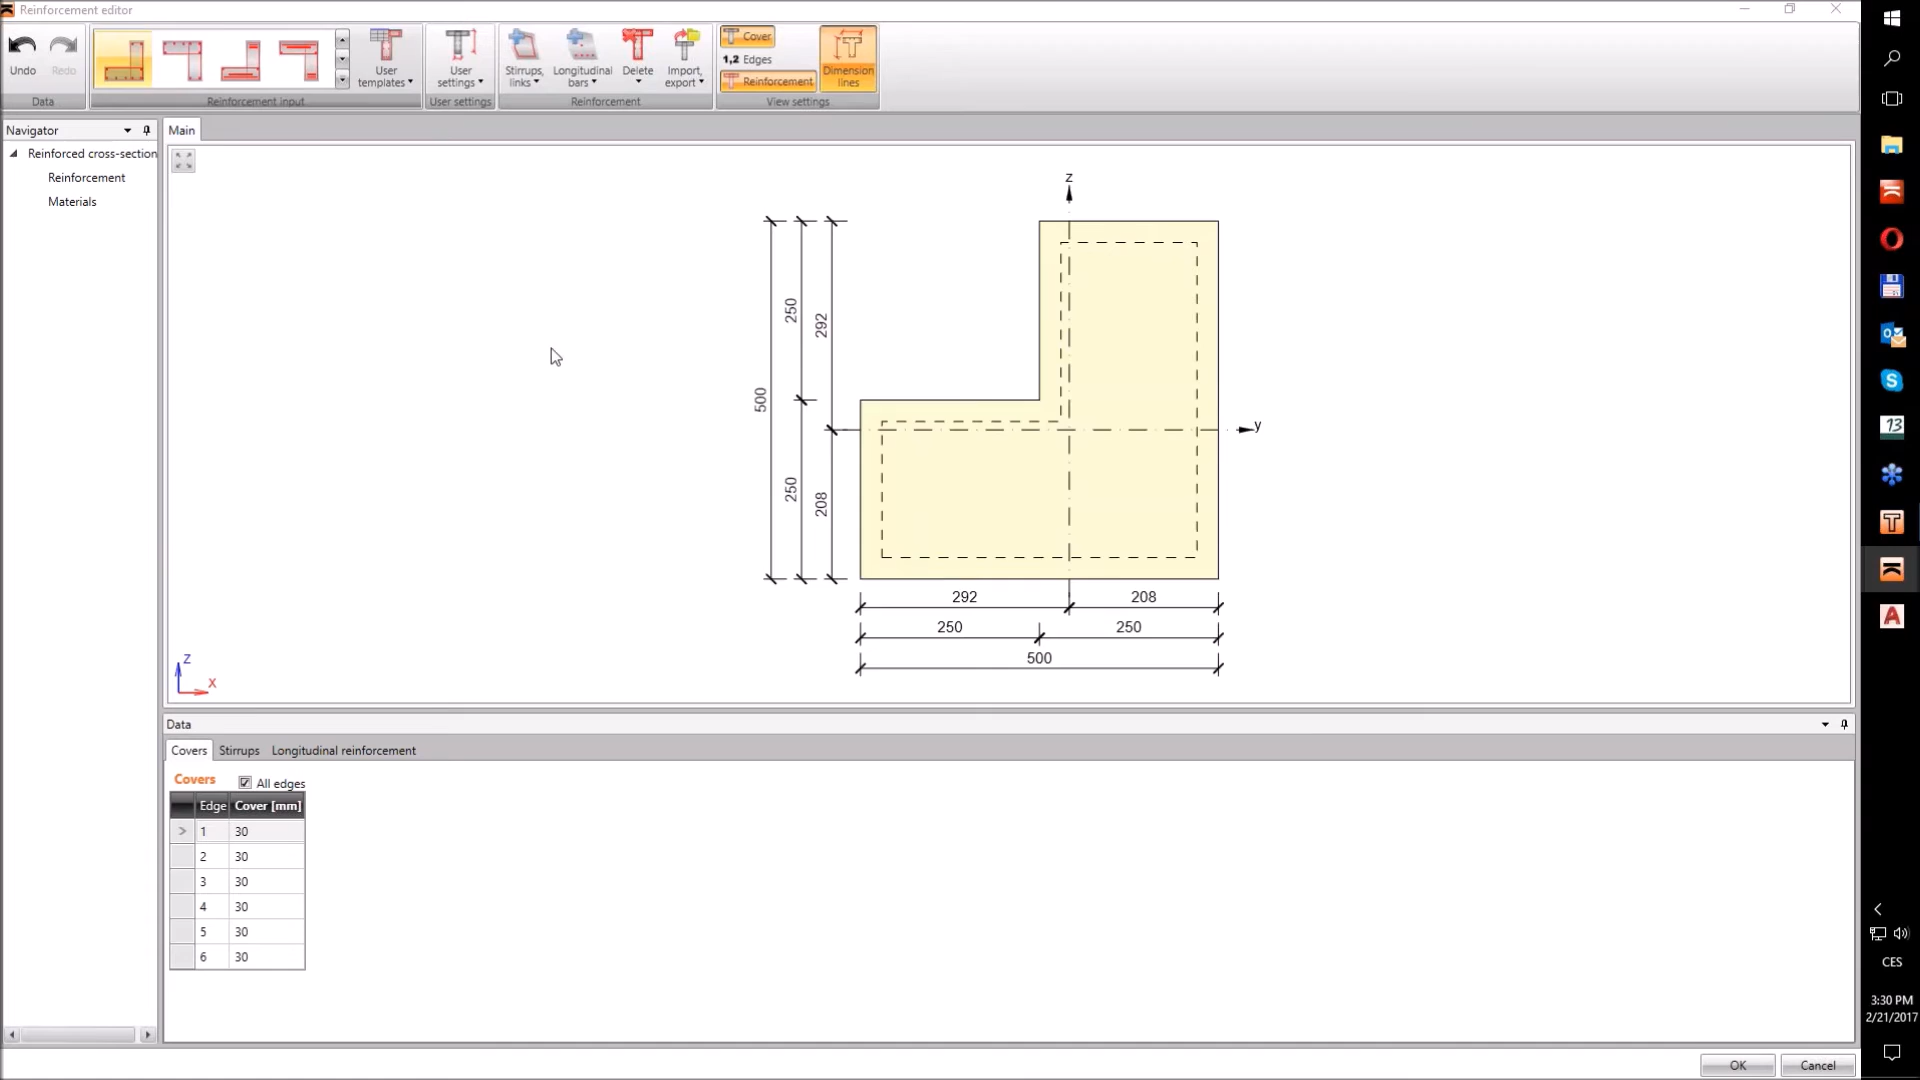 Reinforcement editor
Undo
Redo
Data
Reinforcement input
User
templates
User
settings
User settings
Stirrups,
links
Longitudinal
bars
Delete
Import,
export
Reinforcement
Cover
1,2 Edges
Reinforcement
Dimension
lines
View settings
Navigator
Main
Reinforced cross-section
Reinforcement
Materials
z
y
500
250
292
250
208
292
208
250
250
500
Z
X
Data
Covers
Stirrups
Longitudinal reinforcement
Covers
All edges
Edge
Cover [mm]
1 30
2 30
3 30
4 30
5 30
6 30
OK
Cancel
13
CES
3:30 PM
2/21/2017